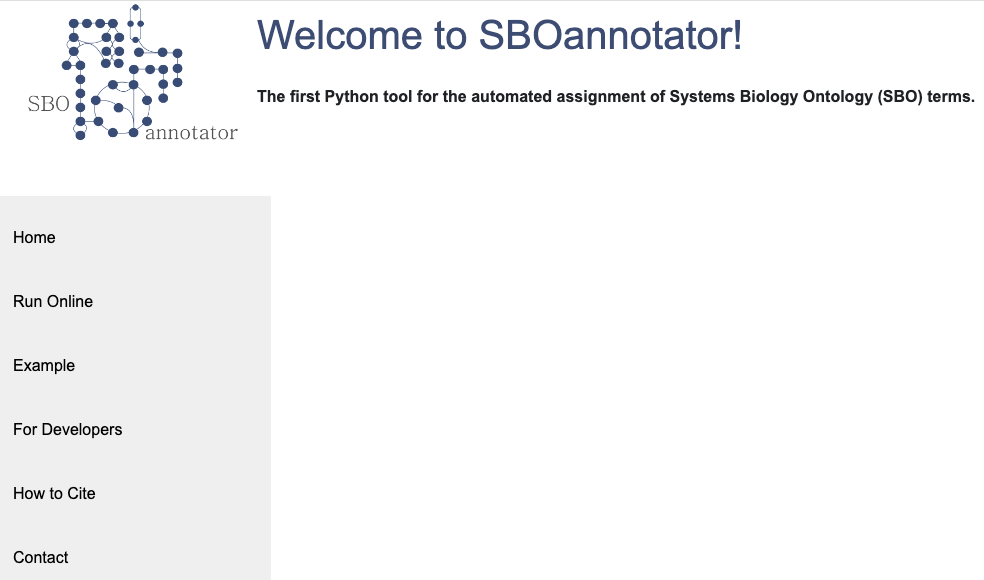 SBO
annotator
Welcome to SBOannotator!
The first Python tool for the automated assignment of Systems Biology Ontology (SBO) terms.
Home
Run Online
Example
For Developers
How to Cite
Contact